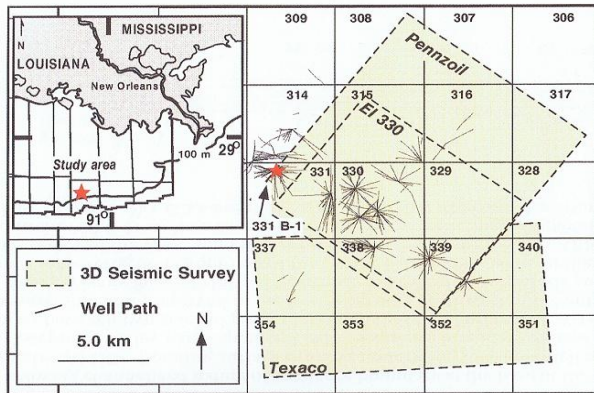 309 308 307 306
MISSISSIPPI
N
LOUISIANA
New Orleans
Study area
100 m
29°
91°
Pennzoil
314 315 316 317
EI 330
331 330 329 328
331 B-1
337 338 339 340
3D Seismic Survey
Well Path
5.0 km
N
354 353 352 351
Texaco